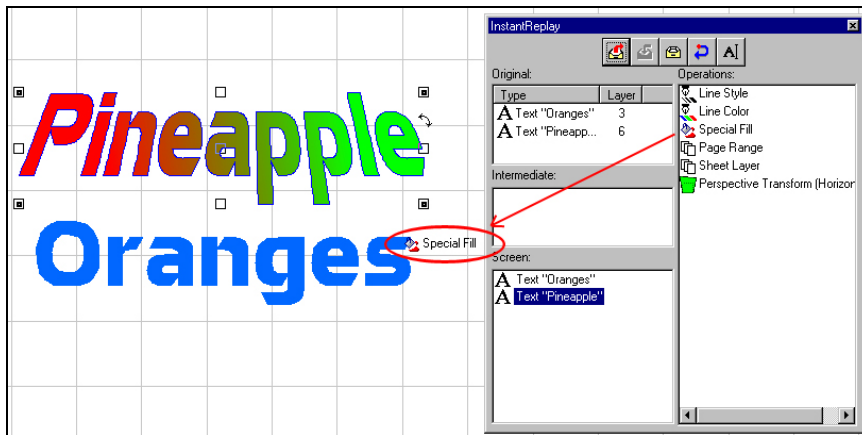 Pineapple
Oranges
Special Fill
InstantReplay
Original:
Type Layer
Text "Oranges" 3
Text "Pineapp... 6
Intermediate:
Screen:
Text "Oranges"
Text "Pineapple"
Operations:
Line Style
Line Color
Special Fill
Page Range
Sheet Layer
Perspective Transform (Horizor